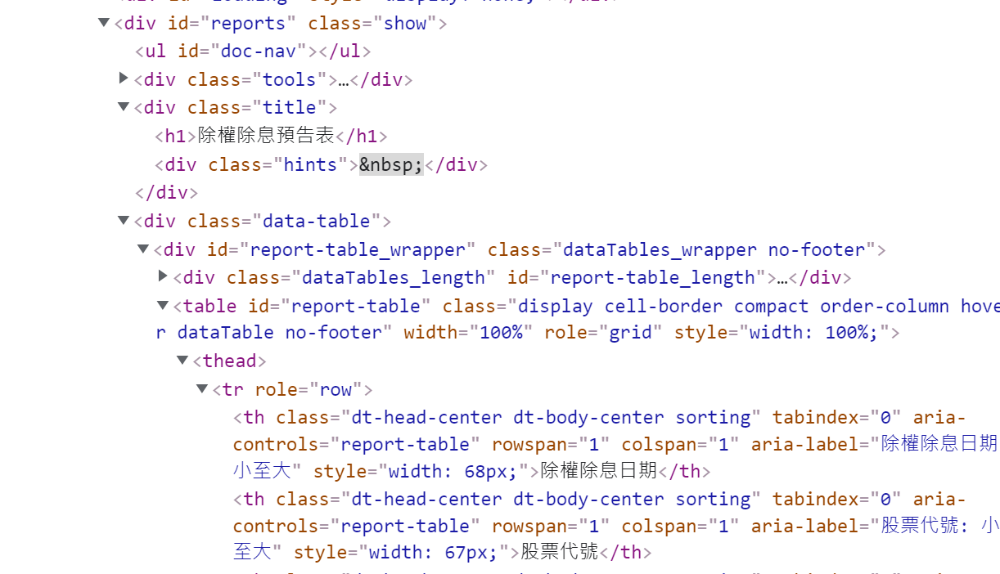 <div id="reports" class="show">
<ul id="doc-nav"></ul>
<div class="tools">…</div>
<div class="title">
<h1>除權除息預告表</h1>
<div class="hints">&nbsp;</div>
</div>
<div class="data-table">
<div id="report-table_wrapper" class="dataTables_wrapper no-footer">
<div class="dataTables_length" id="report-table_length">…</div>
<table id="report-table" class="display cell-border compact order-column hove
r dataTable no-footer" width="100%" role="grid" style="width: 100%;">
<thead>
<tr role="row">
<th class="dt-head-center dt-body-center sorting" tabindex="0" aria-
controls="report-table" rowspan="1" colspan="1" aria-label="除權除息日期
小至大" style="width: 68px;">除權除息日期</th>
<th class="dt-head-center dt-body-center sorting" tabindex="0" aria-
controls="report-table" rowspan="1" colspan="1" aria-label="股票代號: 小
至大" style="width: 67px;">股票代號</th>